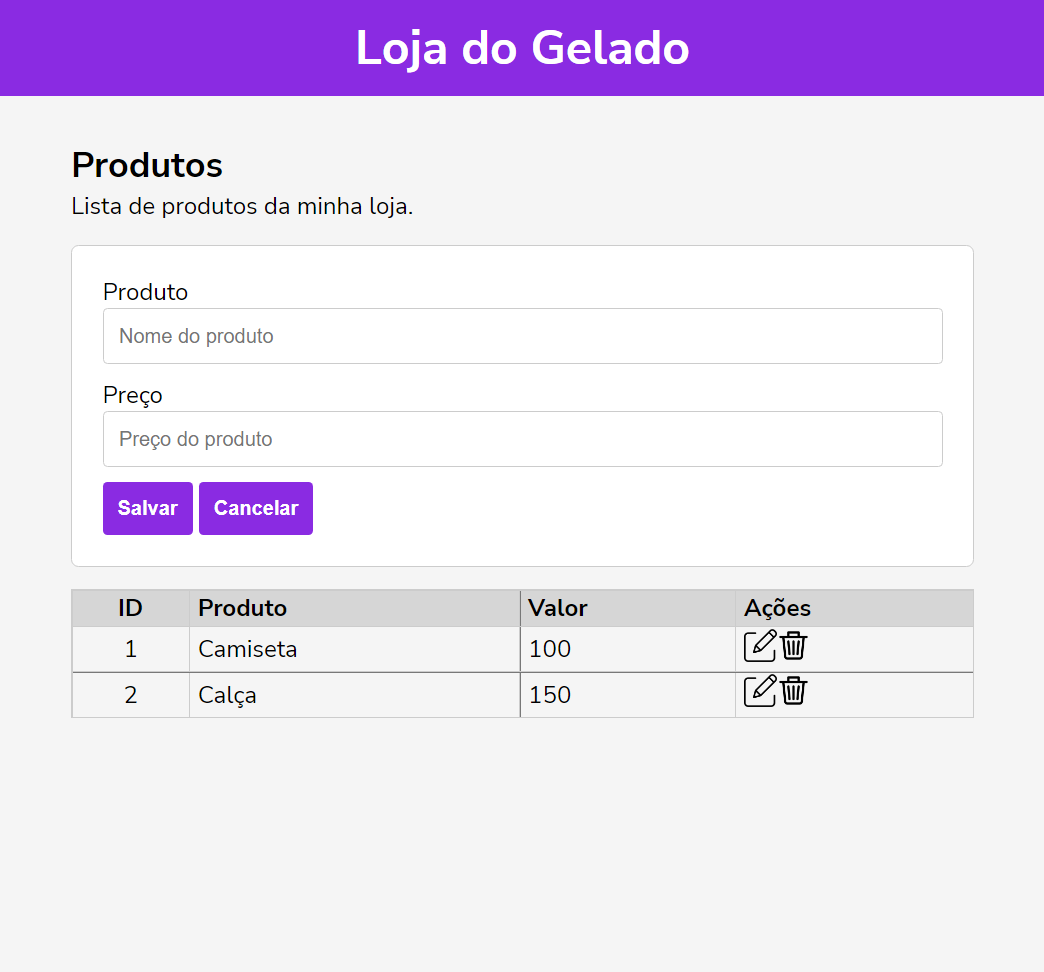 Loja do Gelado
Produtos
Lista de produtos da minha loja.
Produto
Nome do produto
Preço
Preço do produto
Salvar Cancelar
ID Produto Valor Ações
1 Camiseta 100
2 Calça 150